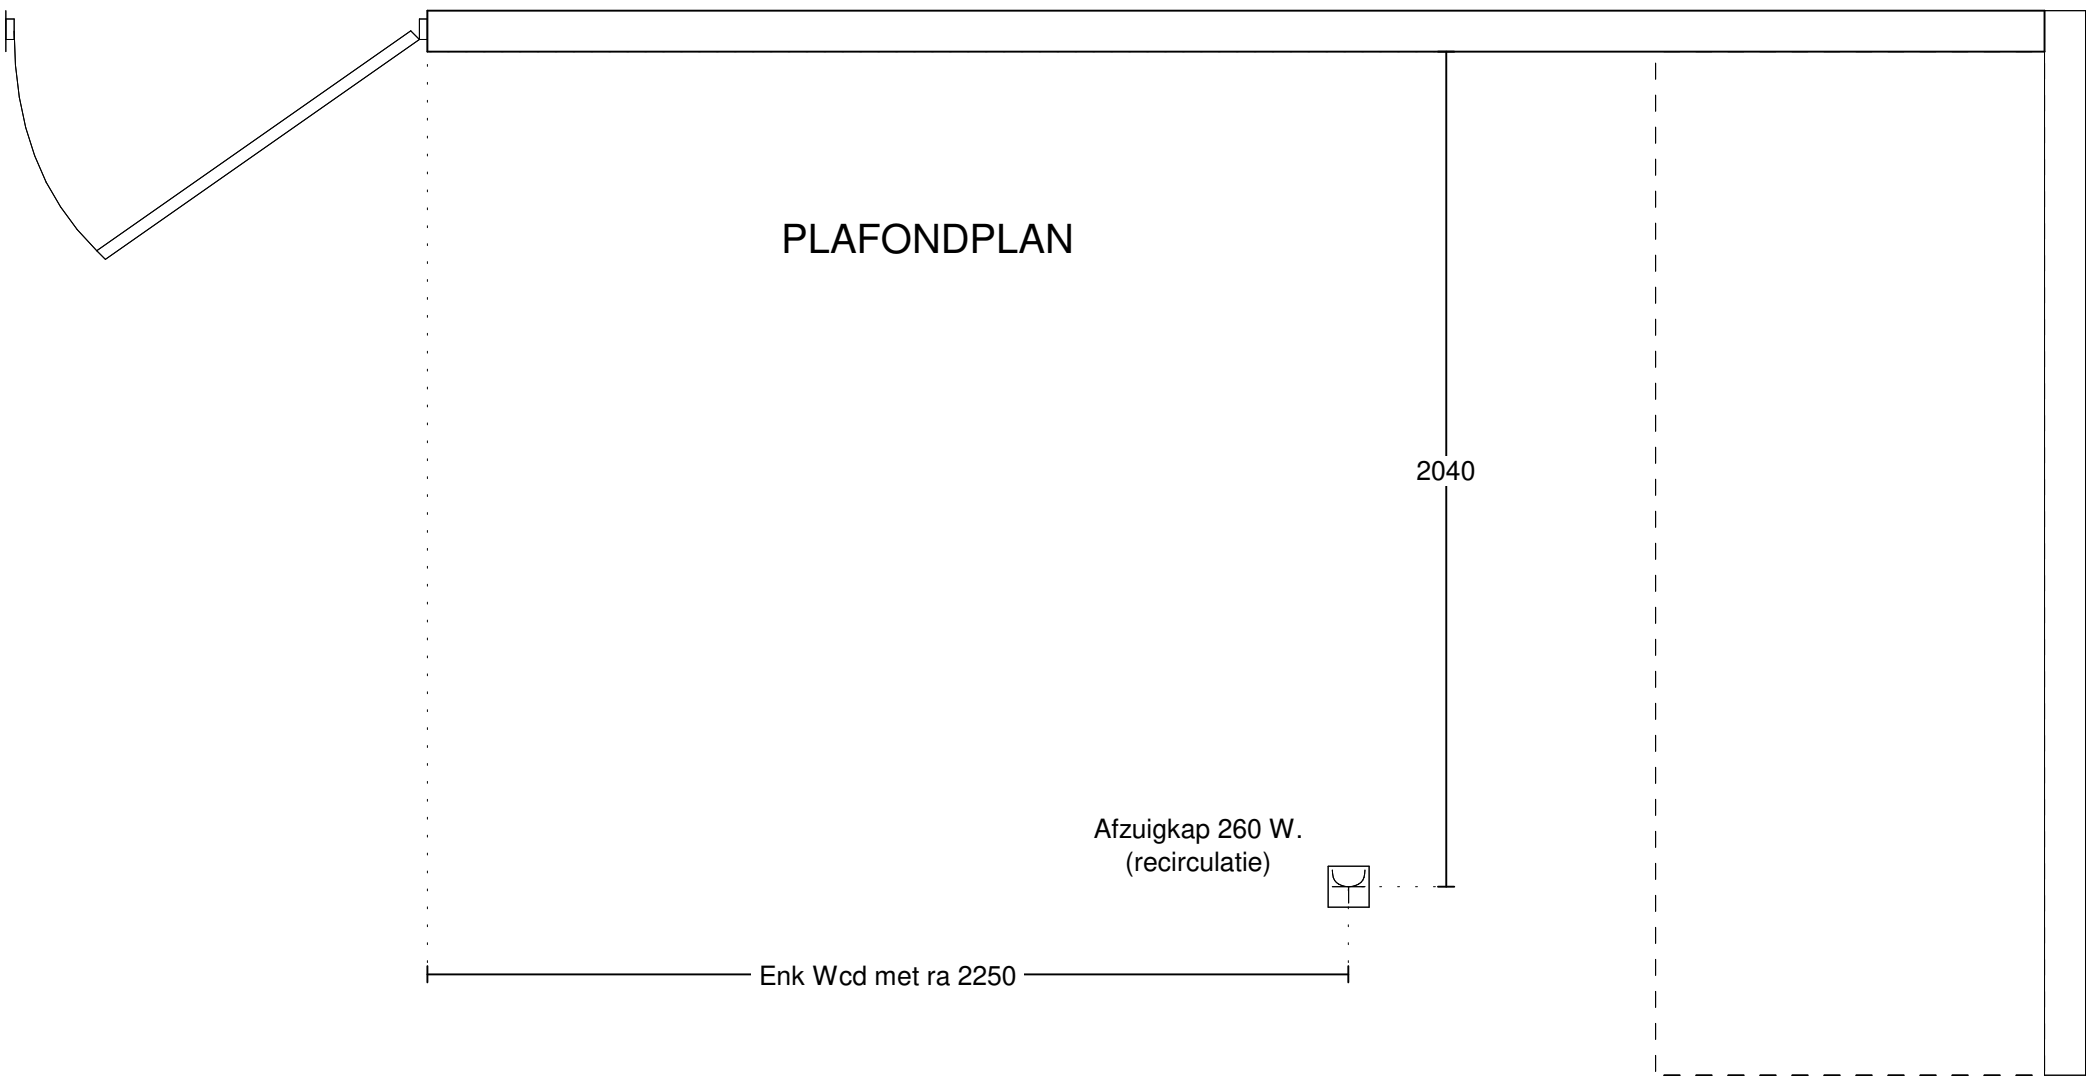 PLAFONDPLAN
2040
Afzuigkap 260 W.
(recirculatie)
Enk Wcd met ra 2250